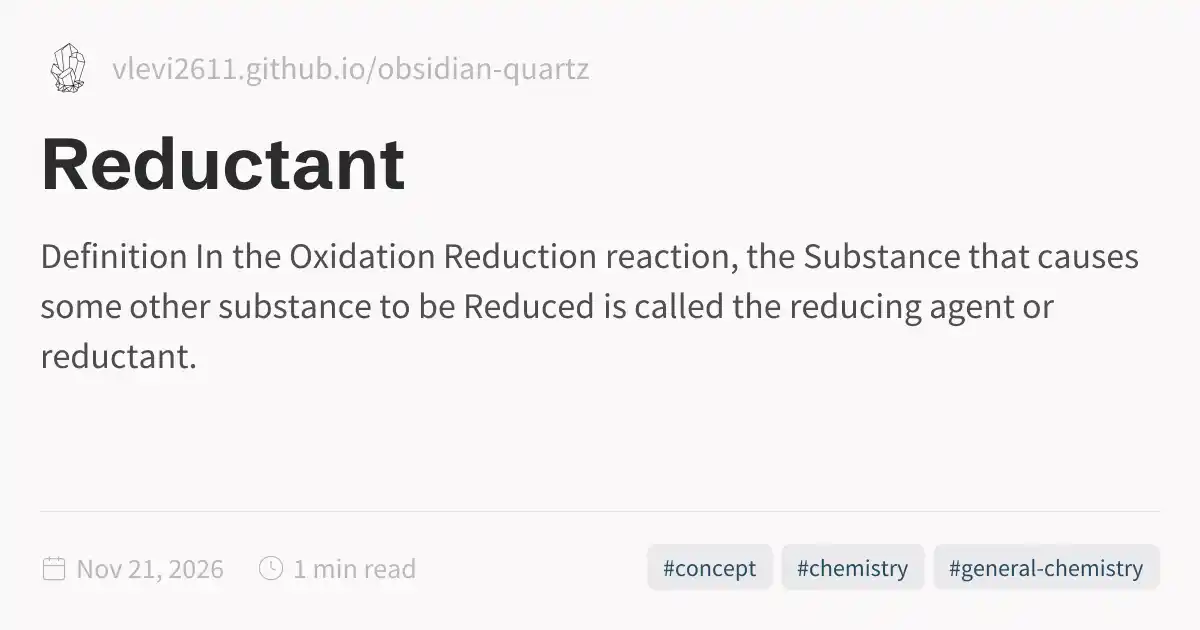 vlevi2611.github.io/obsidian-quartz
Reductant
Definition In the Oxidation Reduction reaction, the Substance that causes
some other substance to be Reduced is called the reducing agent or
reductant.
Nov 21, 2026 1 min read #concept #chemistry #general-chemistry